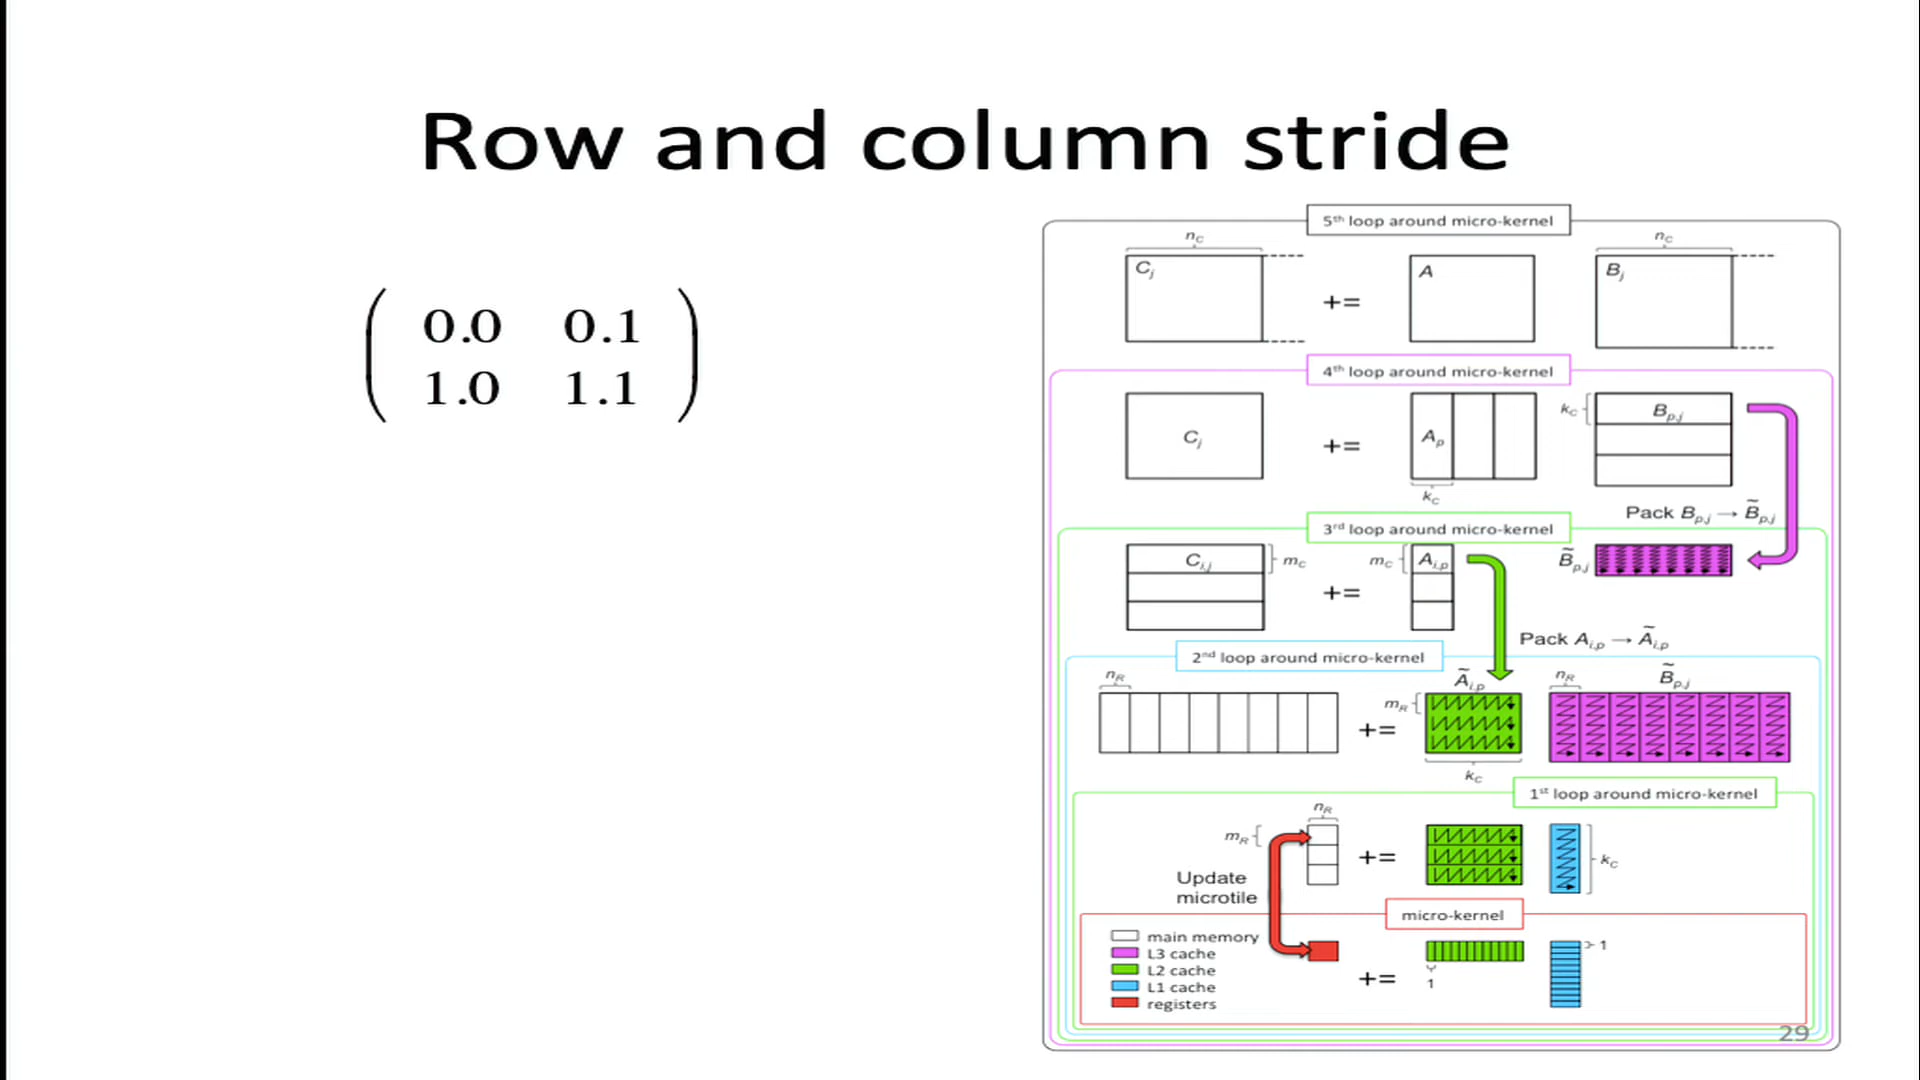 Row and column stride
0.0 0.1
1.0 1.1
5th loop around micro-kernel
nC nC
Cj += A Bj
4th loop around micro-kernel
Cj += Ap kC Bp,j
kC
Pack Bp,j → B̃p,j
3rd loop around micro-kernel
Ci,j mC += mC Ai,p B̃p,j
Pack Ai,p → Ãi,p
2nd loop around micro-kernel
nR Ãi,p nR B̃p,j
mR
+=
kC
1st loop around micro-kernel
nR
mR += kC
Update
microtile
micro-kernel
main memory
L3 cache
L2 cache
L1 cache
registers
+= 1 1
29